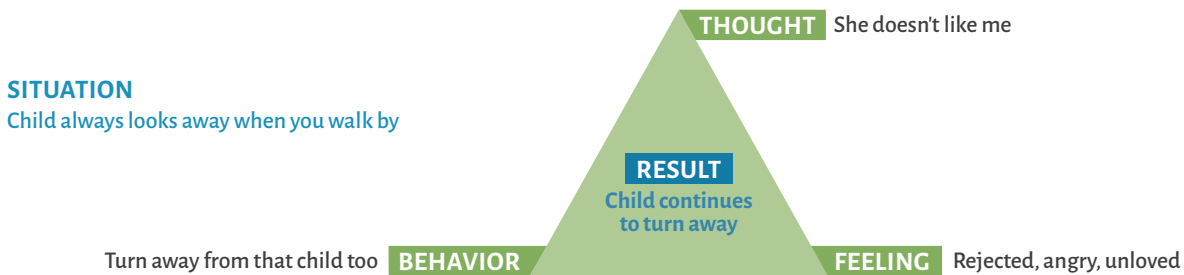 THOUGHT She doesn't like me
SITUATION
Child always looks away when you walk by
RESULT
Child continues
to turn away
Turn away from that child too BEHAVIOR
FEELING Rejected, angry, unloved